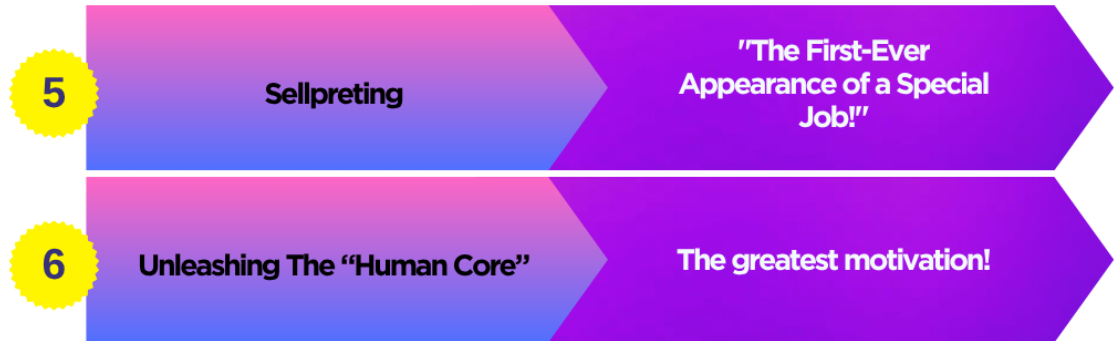 5
Sellpreting
"The First-Ever
Appearance of a Special
Job!"
6
Unleashing The “Human Core”
The greatest motivation!